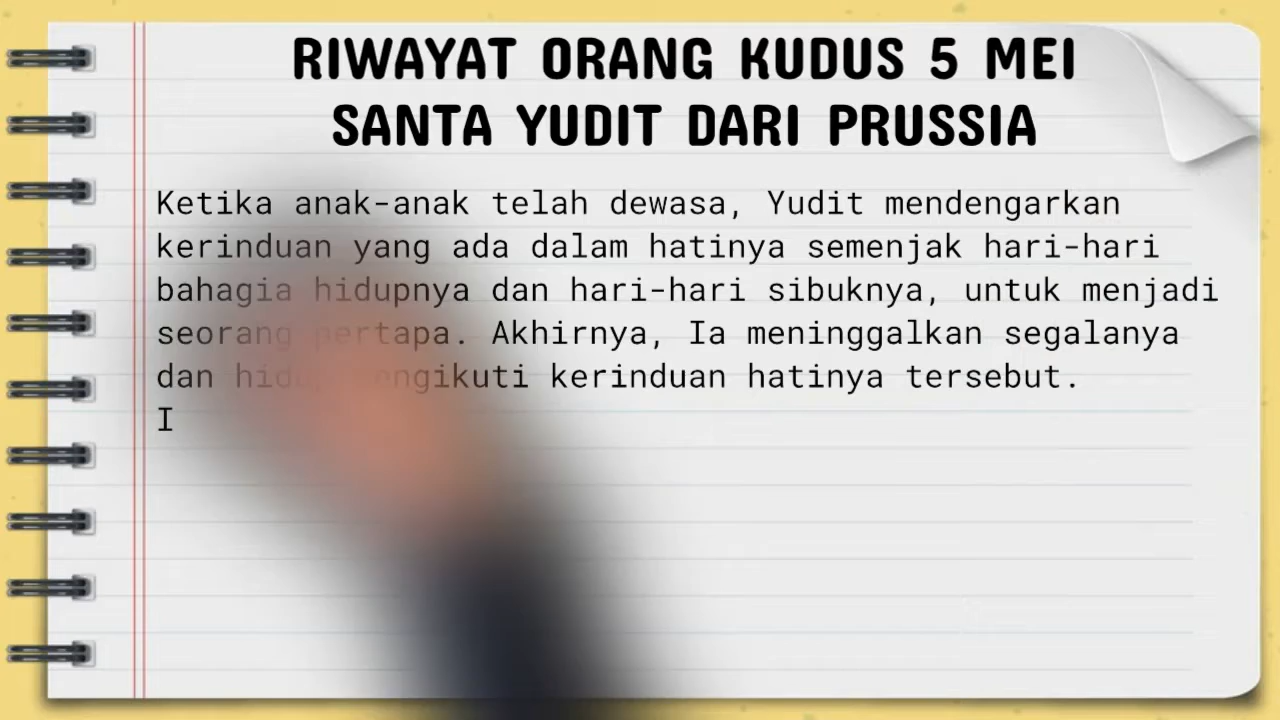 RIWAYAT ORANG KUDUS 5 MEI
SANTA YUDIT DARI PRUSSIA
Ketika anak-anak telah dewasa, Yudit mendengarkan
kerinduan yang ada dalam hatinya semenjak hari-hari
bahagia hidupnya dan hari-hari sibuknya, untuk menjadi
seorang pertapa. Akhirnya, Ia meninggalkan segalanya
dan hidup mengikuti kerinduan hatinya tersebut.
I